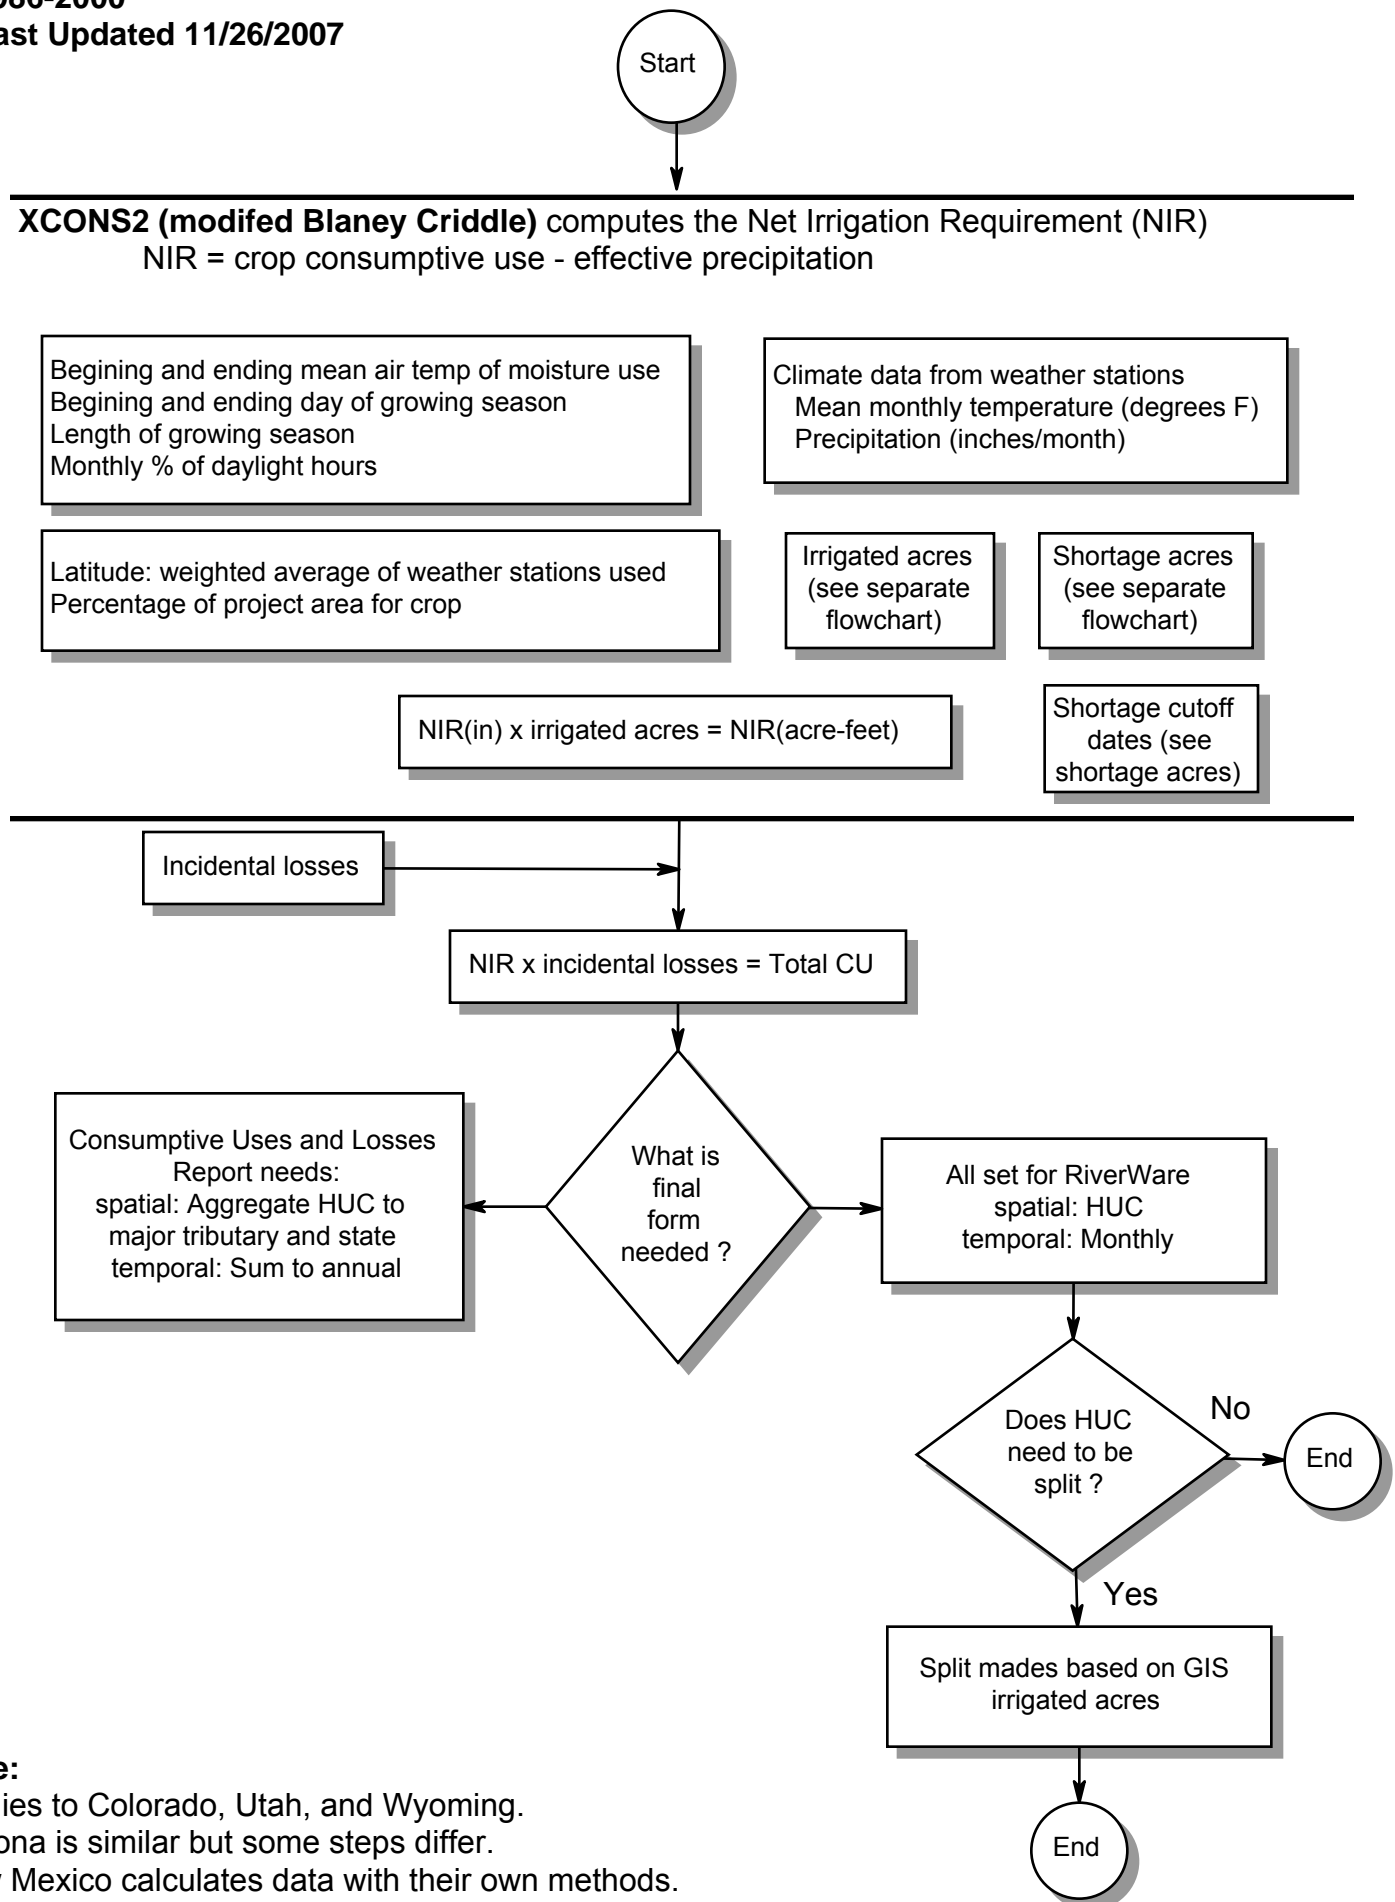 Last Updated 11/26/2007
Start
XCONS2 (modifed Blaney Criddle) computes the Net Irrigation Requirement (NIR)
NIR = crop consumptive use - effective precipitation
Begining and ending mean air temp of moisture use
Begining and ending day of growing season
Length of growing season
Monthly % of daylight hours
Climate data from weather stations
Mean monthly temperature (degrees F)
Precipitation (inches/month)
Latitude: weighted average of weather stations used
Percentage of project area for crop
Irrigated acres
(see separate
flowchart)
Shortage acres
(see separate
flowchart)
NIR(in) x irrigated acres = NIR(acre-feet)
Shortage cutoff
dates (see
shortage acres)
Incidental losses
NIR x incidental losses = Total CU
Consumptive Uses and Losses
Report needs:
spatial: Aggregate HUC to
major tributary and state
temporal: Sum to annual
What is
final
form
needed ?
All set for RiverWare
spatial: HUC
temporal: Monthly
Does HUC
need to be
split ?
No
End
Yes
Split mades based on GIS
irrigated acres
End
to Colorado, Utah, and Wyoming.
is similar but some steps differ.
Mexico calculates data with their own methods.